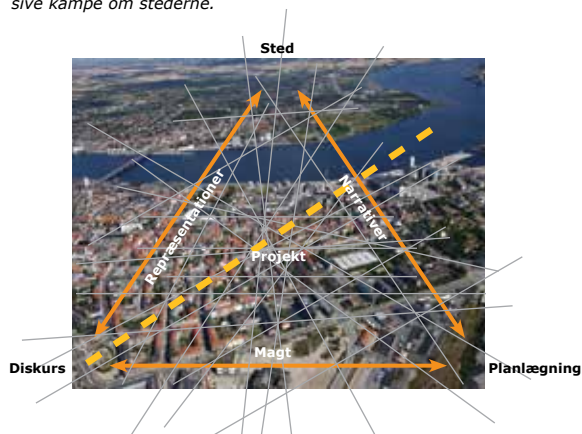 sive kampe om stederne.
Sted
Repræsentationer
Narrativer
Projekt
Magt
Diskurs
Planlægning